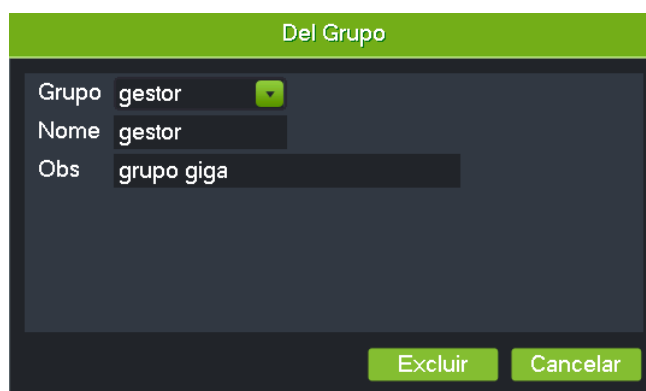 Del Grupo
Grupo gestor
Nome gestor
Obs grupo giga
Excluir Cancelar